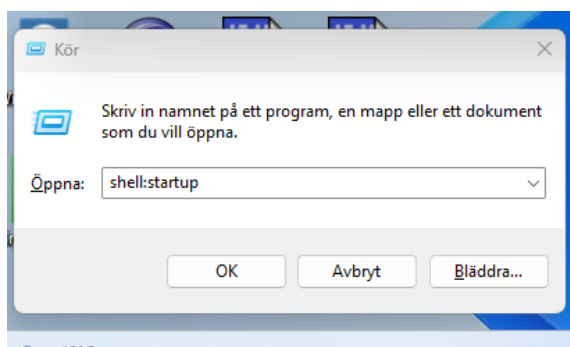 Kör
Skriv in namnet på ett program, en mapp eller ett dokument
som du vill öppna.
Öppna: shell:startup
OK Avbryt Bläddra...